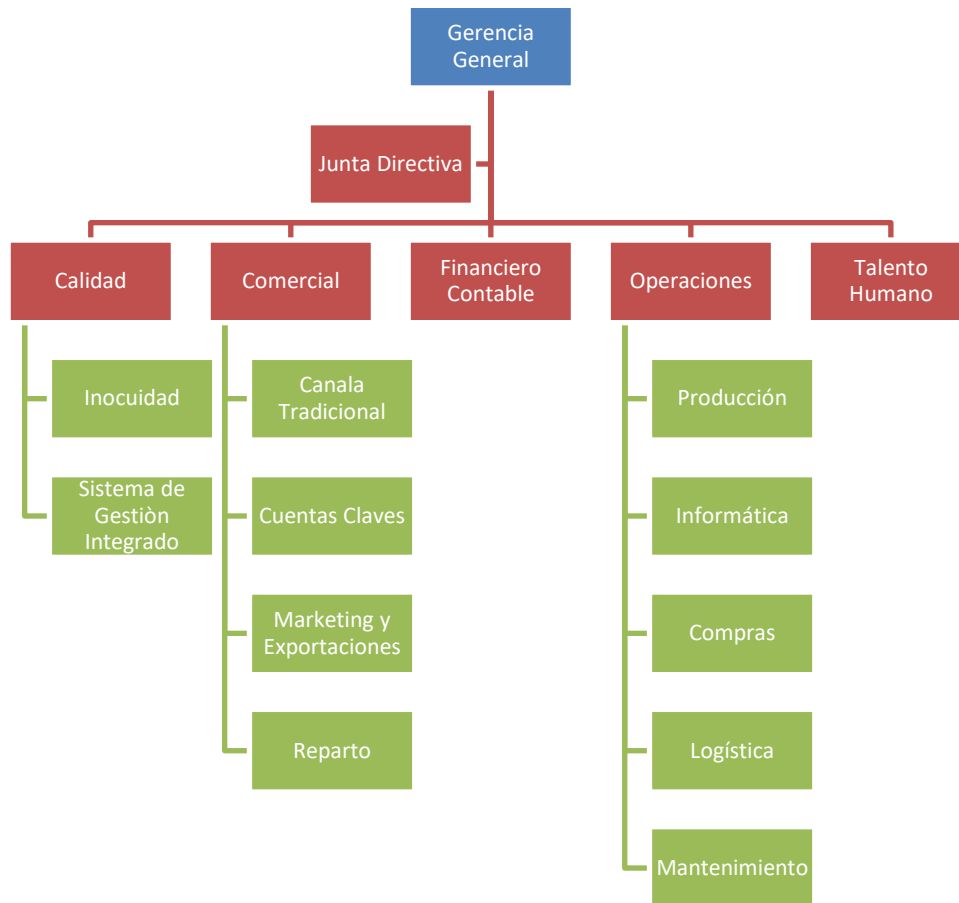 Gerencia
General
Junta Directiva
Calidad
Comercial
Financiero
Contable
Operaciones
Talento
Humano
Inocuidad
Sistema de
Gestiòn
Integrado
Canala
Tradicional
Cuentas Claves
Marketing y
Exportaciones
Reparto
Producción
Informática
Compras
Logística
Mantenimiento